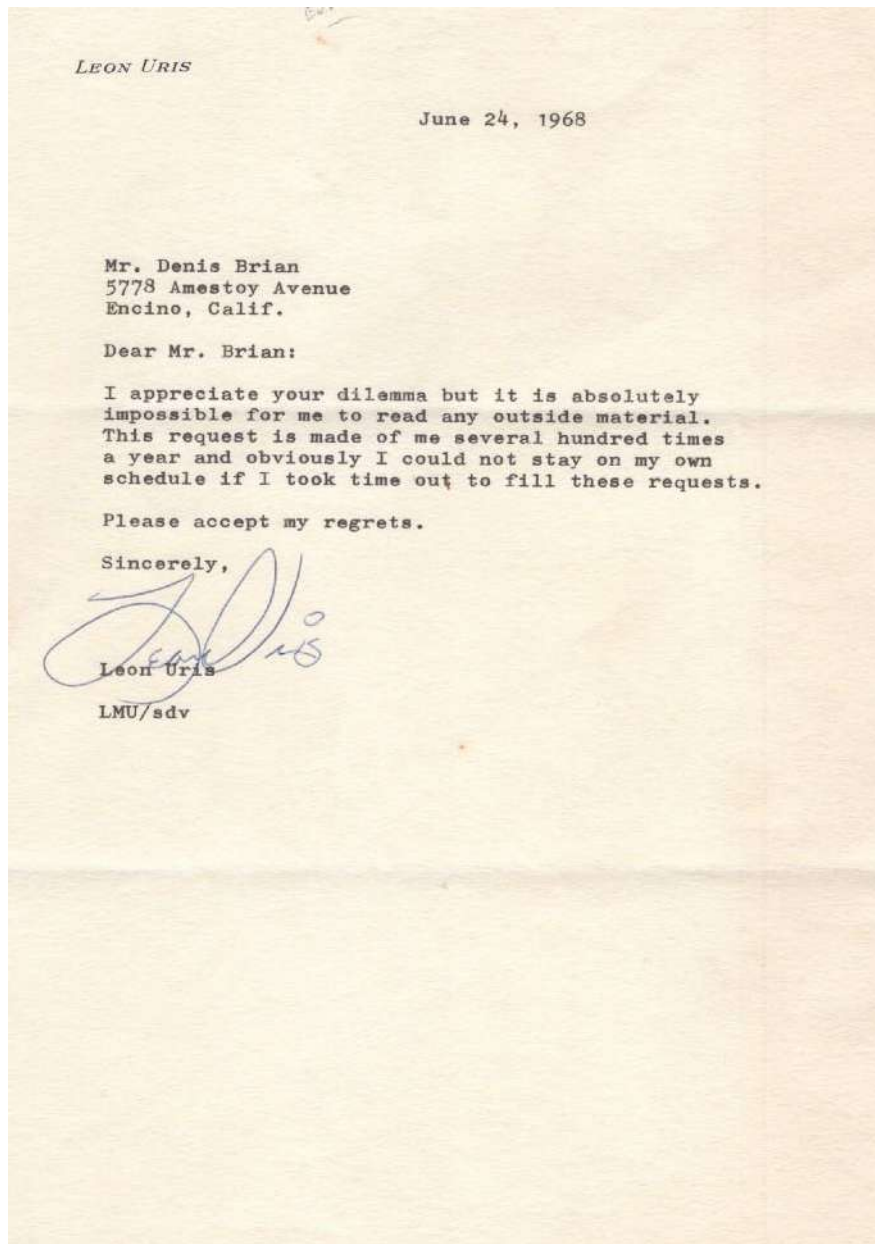 LEON URIS
June 24, 1968
Mr. Denis Brian
5778 Amestoy Avenue
Encino, Calif.
Dear Mr. Brian:
I appreciate your dilemma but it is absolutely
impossible for me to read any outside material.
This request is made of me several hundred times
a year and obviously I could not stay on my own
schedule if I took time out to fill these requests.
Please accept my regrets.
Sincerely,
Leon Uris
Leon Uris
LMU/sdv